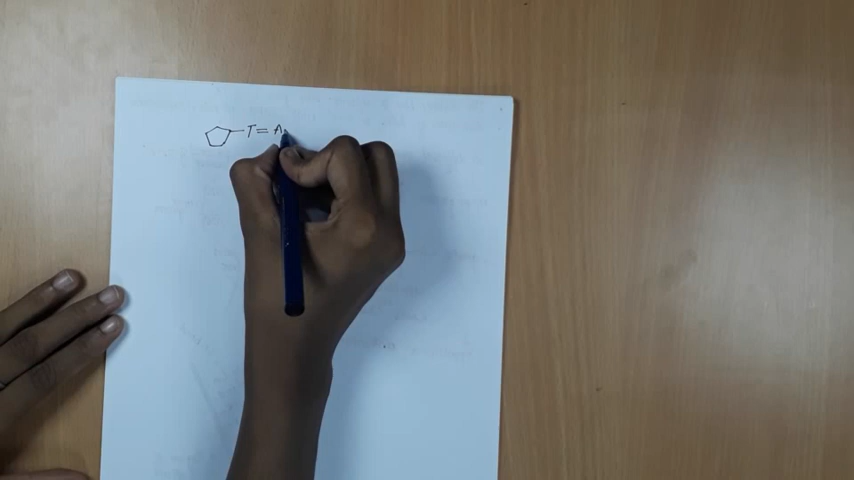 T = A